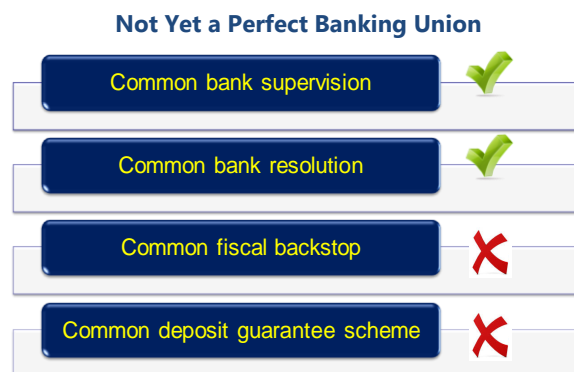 Not Yet a Perfect Banking Union
Common bank supervision
Common bank resolution
Common fiscal backstop
Common deposit guarantee scheme